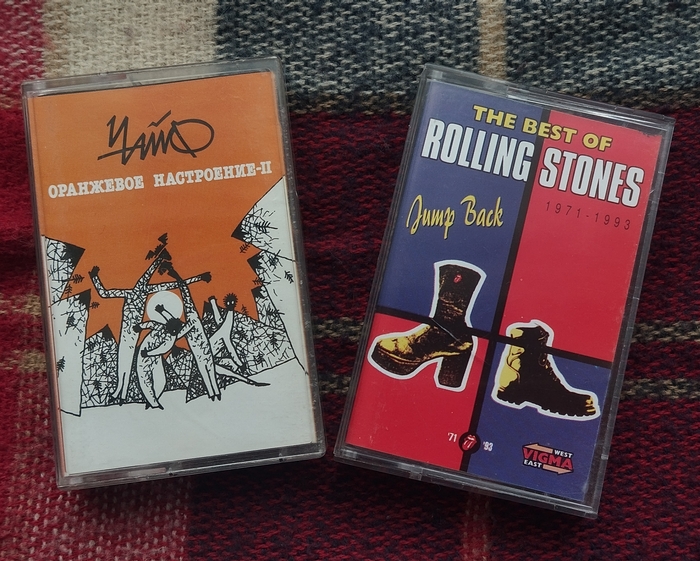 ЧАЙФ
ОРАНЖЕВОЕ НАСТРОЕНИЕ-II
THE BEST OF
ROLLING STONES
1971-1993
Jump Back
'71 '93
WEST
VIGMA
EAST